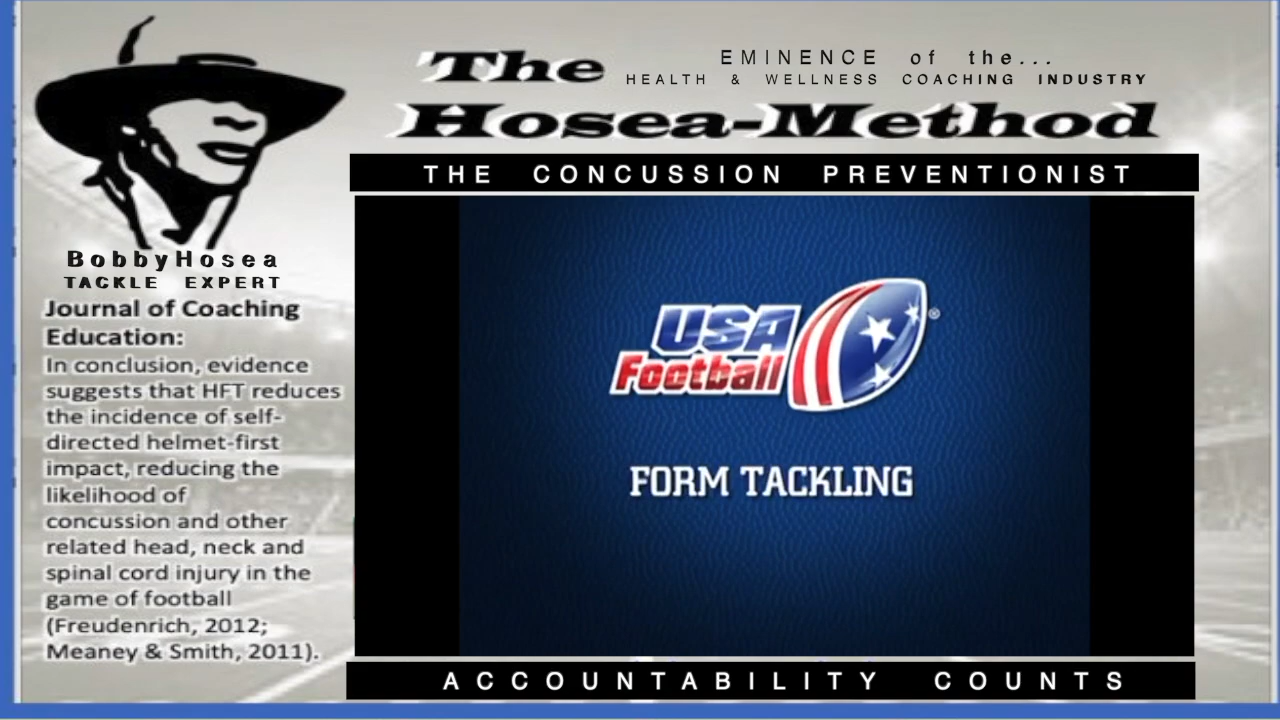 The
EMINENCE of the...
HEALTH & WELLNESS COACHING INDUSTRY
Hosea-Method
THE CONCUSSION PREVENTIONIST
BobbyHosea
TACKLE EXPERT
Journal of Coaching
Education:
In conclusion, evidence
suggests that HFT reduces
the incidence of self-
directed helmet-first
impact, reducing the
likelihood of
concussion and other
related head, neck and
spinal cord injury in the
game of football
(Freudenrich, 2012;
Meaney & Smith, 2011).
USA
Football®
FORM TACKLING
ACCOUNTABILITY COUNTS